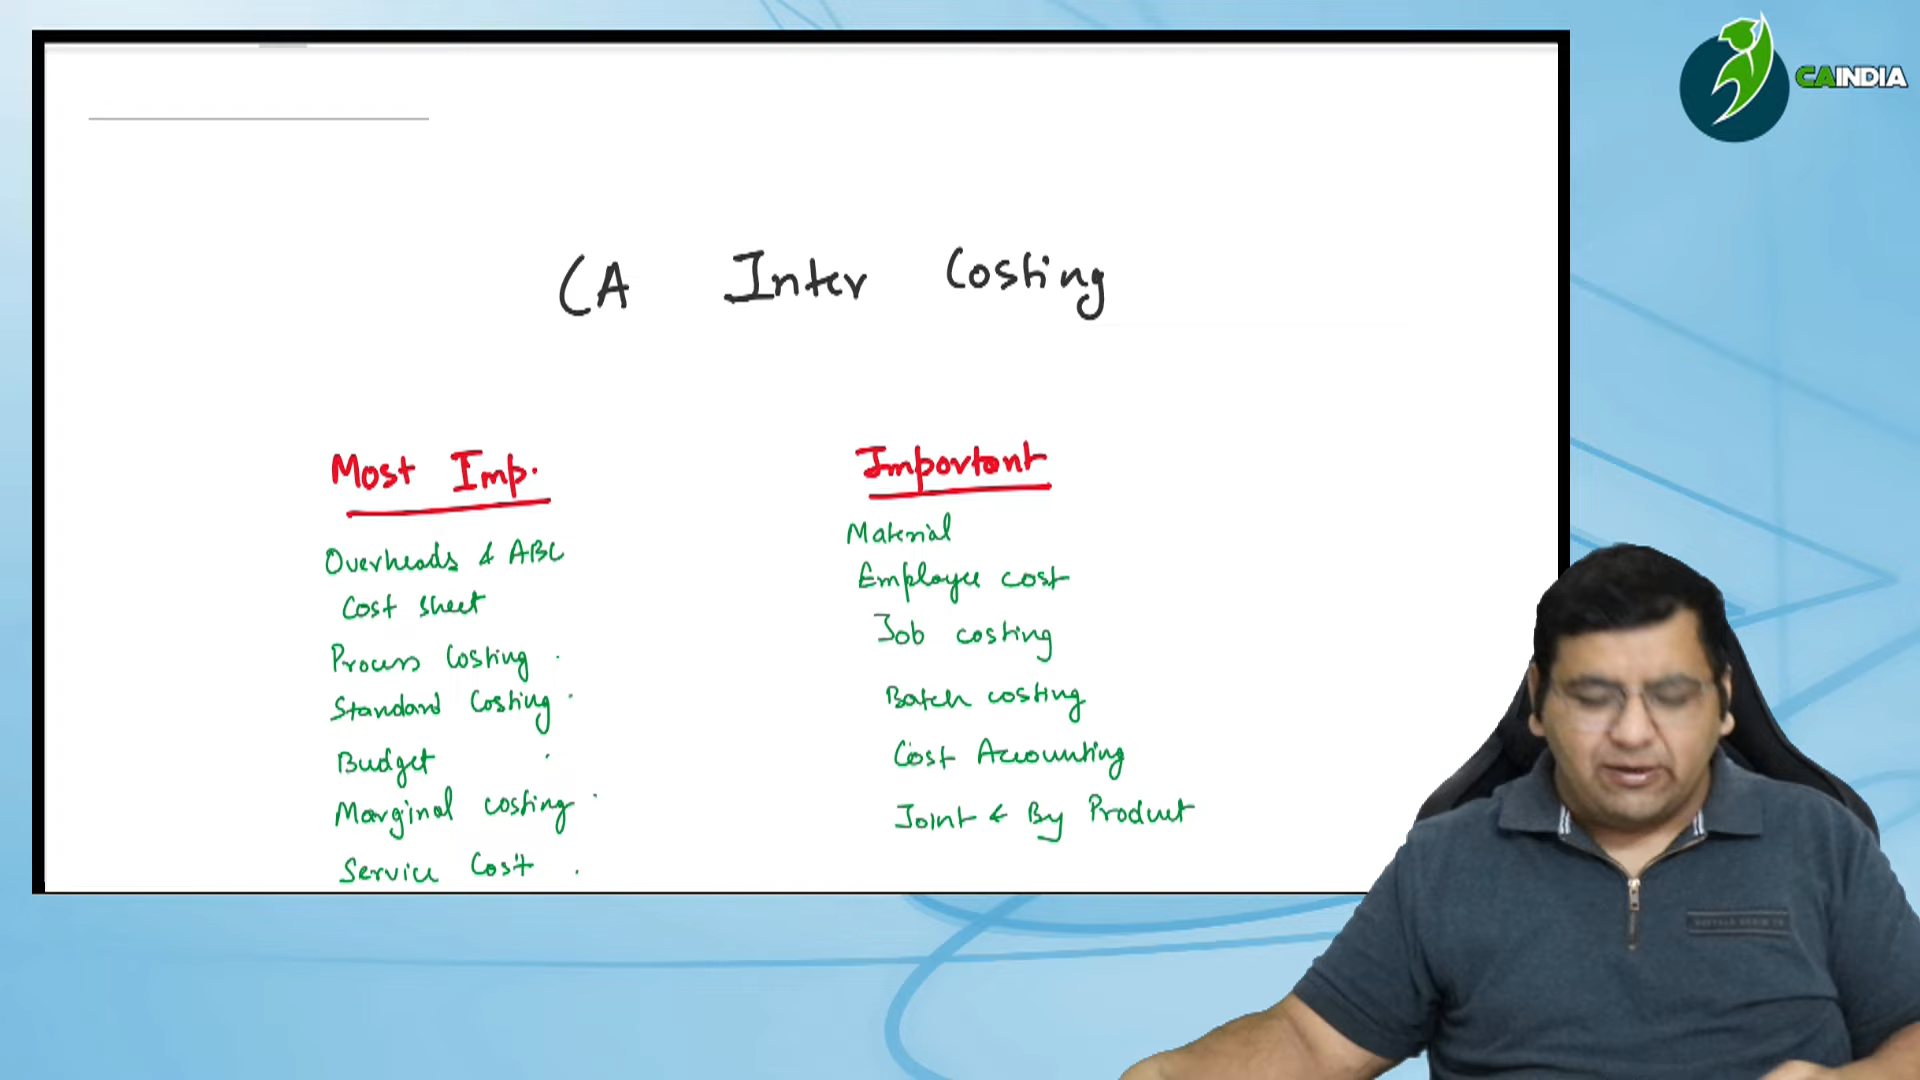 CAINDIA
CA Inter Costing
Most Imp.
Overheads & ABC
Cost sheet
Process Costing
Standard Costing
Budget
Marginal costing
Service Cost
Important
Material
Employee cost
Job costing
Batch costing
Cost Accounting
Joint & By Product